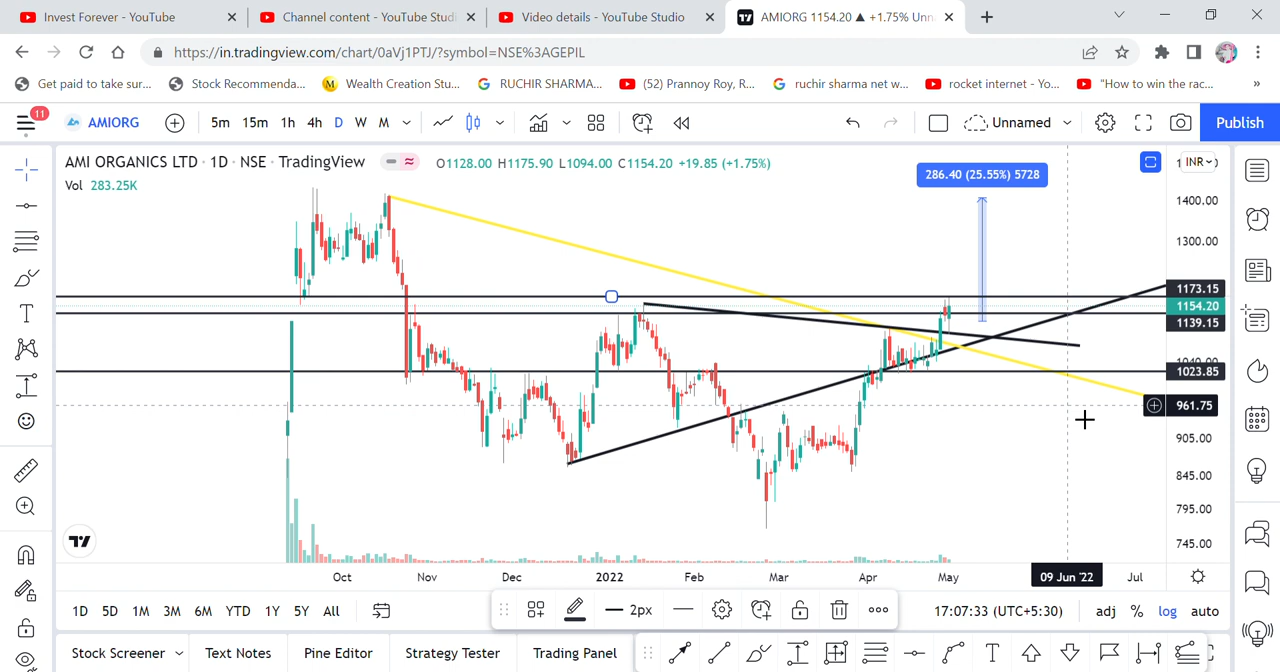 Invest Forever - YouTube
Channel content - YouTube Studi
Video details - YouTube Studio
AMIORG 1154.20 ▲ +1.75% Unn
https://in.tradingview.com/chart/0aVj1PTJ/?symbol=NSE%3AGEPIL
Get paid to take sur...
Stock Recommenda...
Wealth Creation Stu...
RUCHIR SHARMA...
(52) Prannoy Roy, R...
ruchir sharma net w...
rocket internet - Yo...
"How to win the rac...
»
11
AMIORG
5m 15m 1h 4h D W M
Unnamed
Publish
AMI ORGANICS LTD · 1D · NSE · TradingView
O1128.00 H1175.90 L1094.00 C1154.20 +19.85 (+1.75%)
Vol 283.25K
286.40 (25.55%) 5728
INR
1400.00
1300.00
1173.15
1154.20
1139.15
1040.00
1023.85
961.75
905.00
845.00
795.00
745.00
Oct Nov Dec 2022 Feb Mar Apr May 09 Jun '22 Jul
1D 5D 1M 3M 6M YTD 1Y 5Y All
2px
17:07:33 (UTC+5:30)
adj % log auto
Stock Screener Text Notes Pine Editor Strategy Tester Trading Panel